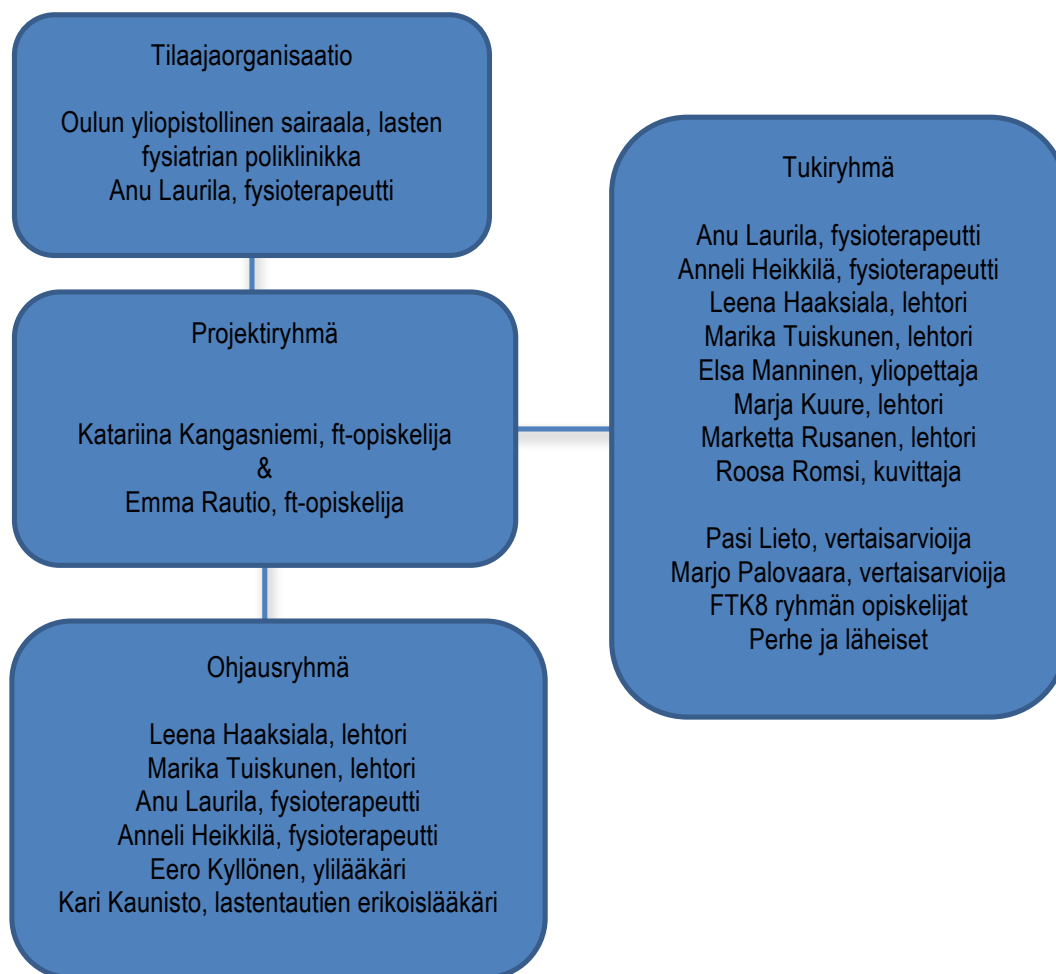 Tilaajaorganisaatio
Oulun yliopistollinen sairaala, lasten
fysiatrian poliklinikka
Anu Laurila, fysioterapeutti
Projektiryhmä
Katariina Kangasniemi, ft-opiskelija
&
Emma Rautio, ft-opiskelija
Tukiryhmä
Anu Laurila, fysioterapeutti
Anneli Heikkilä, fysioterapeutti
Leena Haaksiala, lehtori
Marika Tuiskunen, lehtori
Elsa Manninen, yliopettaja
Marja Kuure, lehtori
Marketta Rusanen, lehtori
Roosa Romsi, kuvittaja
Pasi Lieto, vertaisarvioija
Marjo Palovaara, vertaisarvioija
FTK8 ryhmän opiskelijat
Perhe ja läheiset
Ohjausryhmä
Leena Haaksiala, lehtori
Marika Tuiskunen, lehtori
Anu Laurila, fysioterapeutti
Anneli Heikkilä, fysioterapeutti
Eero Kyllönen, ylilääkäri
Kari Kaunisto, lastentautien erikoislääkäri